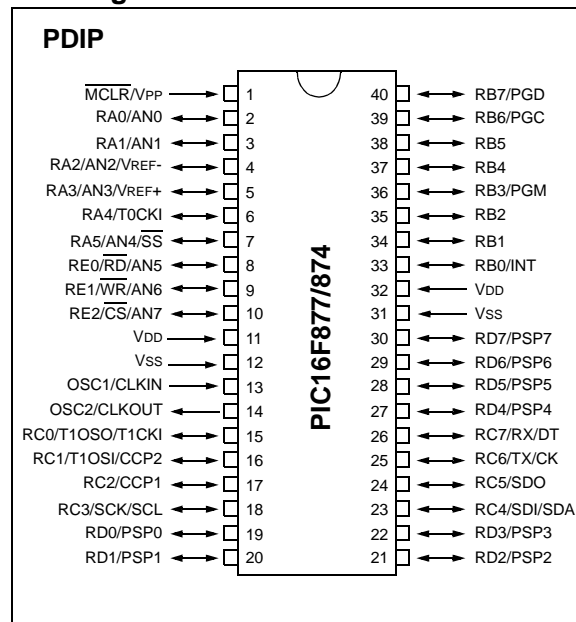 PDIP
MCLR/VPP 1 40 RB7/PGD
RA0/AN0 2 39 RB6/PGC
RA1/AN1 3 38 RB5
RA2/AN2/VREF- 4 37 RB4
RA3/AN3/VREF+ 5 36 RB3/PGM
RA4/T0CKI 6 35 RB2
RA5/AN4/SS 7 34 RB1
RE0/RD/AN5 8 33 RB0/INT
RE1/WR/AN6 9 32 VDD
RE2/CS/AN7 10 31 VSS
VDD 11 30 RD7/PSP7
VSS 12 29 RD6/PSP6
OSC1/CLKIN 13 28 RD5/PSP5
OSC2/CLKOUT 14 27 RD4/PSP4
RC0/T1OSO/T1CKI 15 26 RC7/RX/DT
RC1/T1OSI/CCP2 16 25 RC6/TX/CK
RC2/CCP1 17 24 RC5/SDO
RC3/SCK/SCL 18 23 RC4/SDI/SDA
RD0/PSP0 19 22 RD3/PSP3
RD1/PSP1 20 21 RD2/PSP2
PIC16F877/874